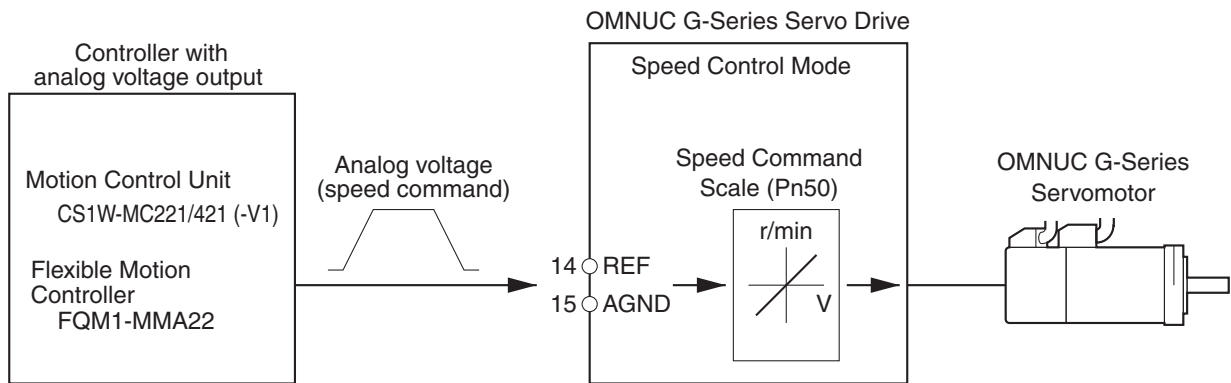 OMNUC G-Series Servo Drive
Controller with
analog voltage output
Motion Control Unit
CS1W-MC221/421 (-V1)
Flexible Motion
Controller
FQM1-MMA22
Analog voltage
(speed command)
Speed Control Mode
14 REF
15 AGND
Speed Command
Scale (Pn50)
r/min
V
OMNUC G-Series
Servomotor